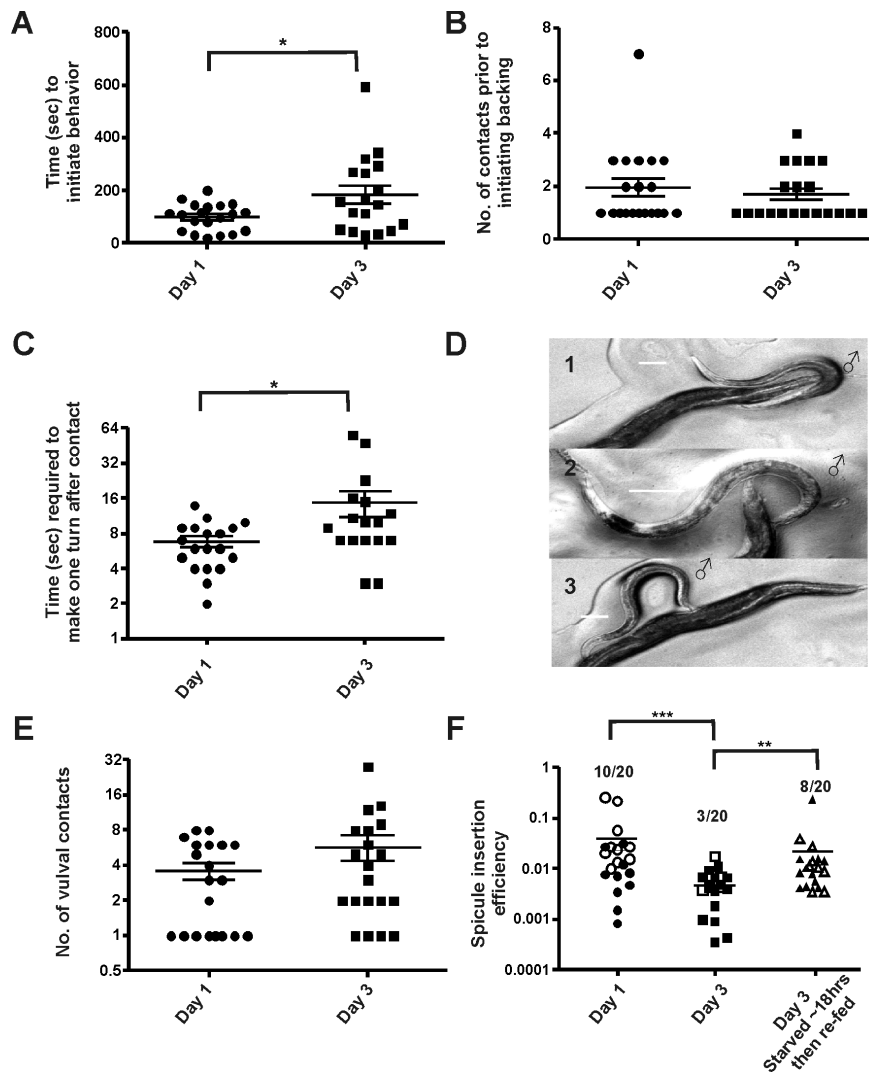 A
Time (sec) to
initiate behavior
800
600
400
200
0
*
Day 1
Day 3
B
No. of contacts prior to
initiating backing
8
6
4
2
0
Day 1
Day 3
C
Time (sec) required to
make one turn after contact
64
32
16
8
4
2
1
*
Day 1
Day 3
D
1
♂
2
♂
3
♂
E
No. of vulval contacts
32
16
8
4
2
1
0.5
Day 1
Day 3
F
Spicule insertion
efficiency
1
0.1
0.01
0.001
0.0001
***
**
10/20
3/20
8/20
Day 1
Day 3
Day 3
Starved ~18hrs
then re-fed